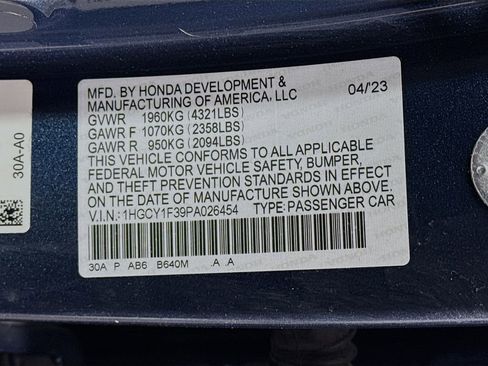 MFD. BY HONDA DEVELOPMENT &
MANUFACTURING OF AMERICA, LLC 04/23
GVWR 1960KG (4321LBS)
GAWR F 1070KG (2358LBS)
GAWR R 950KG (2094LBS)
THIS VEHICLE CONFORMS TO ALL APPLICABLE
FEDERAL MOTOR VEHICLE SAFETY, BUMPER,
AND THEFT PREVENTION STANDARDS IN EFFECT
ON THE DATE OF MANUFACTURE SHOWN ABOVE.
V.I.N.: 1HGCY1F39PA026454 TYPE: PASSENGER CAR
30A P AB6 B640M .A .A
30A-A0